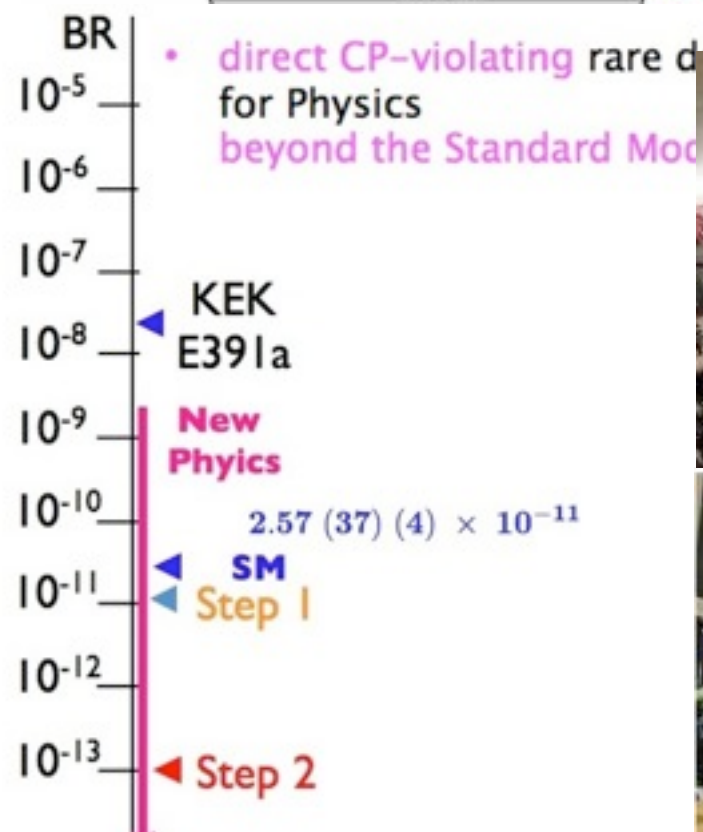 BR
direct CP-violating rare
for Physics
beyond the Standard
10-5
10-6
10-7
KEK
E391a
10-8
10-9
New
Phyics
10-10
2.57 (37) (4) × 10−11
SM
10-11
Step 1
10-12
10-13
Step 2